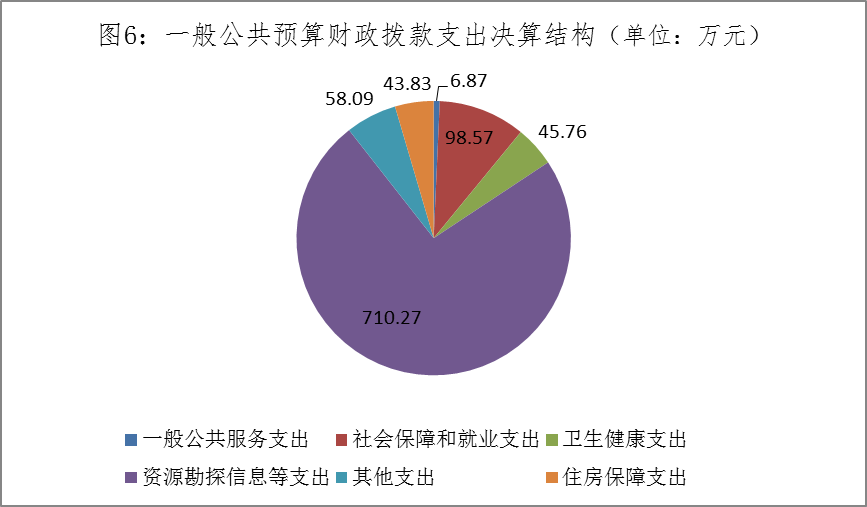 图6：一般公共预算财政拨款支出决算结构（单位：万元）
43.83
6.87
58.09
98.57
45.76
710.27
一般公共服务支出 社会保障和就业支出 卫生健康支出
资源勘探信息等支出 其他支出 住房保障支出